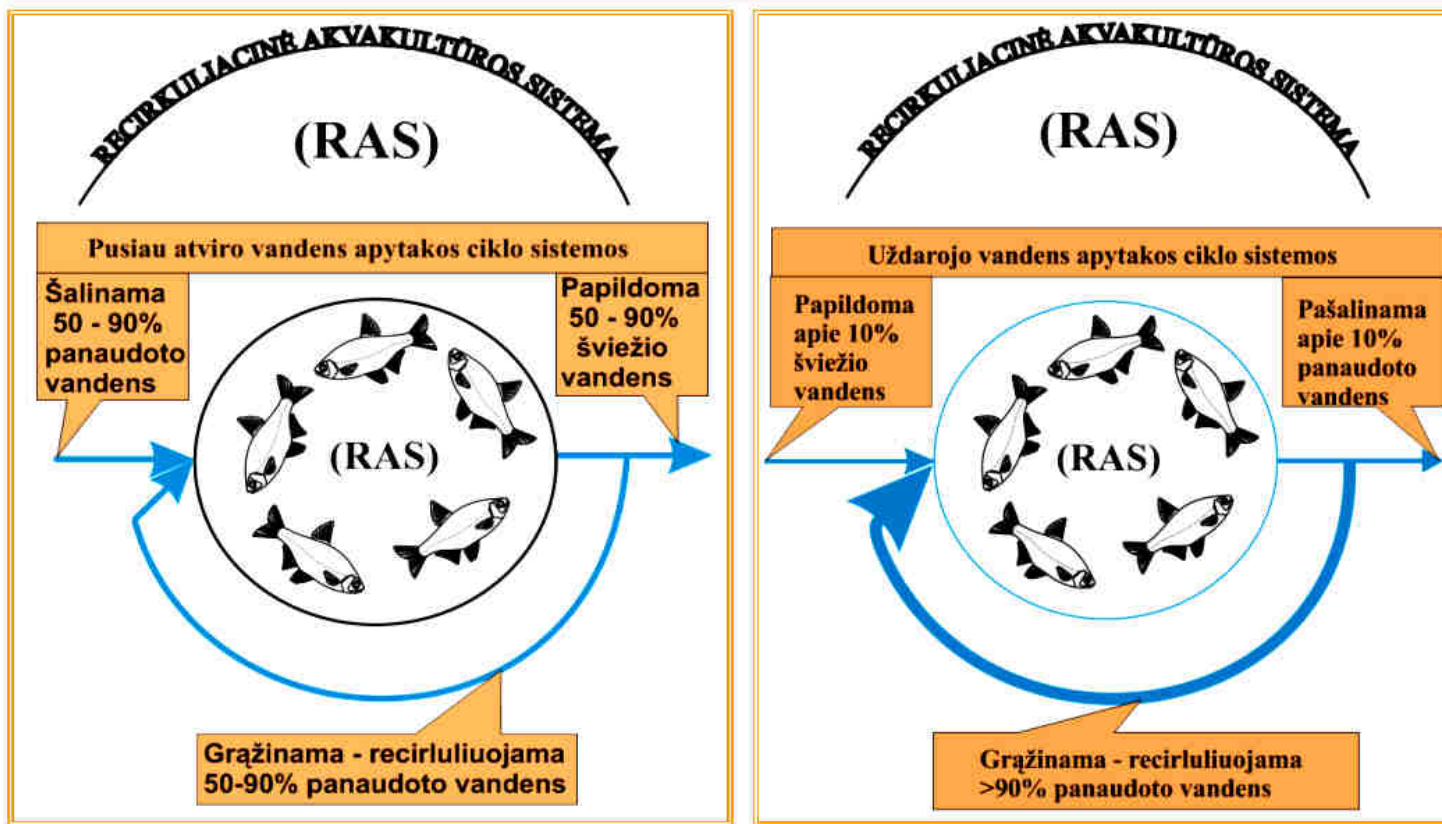 RECIRKULIACINĖ AKVAKULTŪROS SISTEMA
(RAS)
Pusiau atviro vandens apytakos ciklo sistemos
Šalinama
50 - 90%
panaudoto
vandens
Papildoma
50 - 90%
šviežio
vandens
(RAS)
Grąžinama - recirluliuojama
50-90% panaudoto vandens
RECIRKULIACINĖ AKVAKULTŪROS SISTEMA
(RAS)
Uždarojo vandens apytakos ciklo sistemos
Papildoma
apie 10%
šviežio
vandens
Pašalinama
apie 10%
panaudoto
vandens
(RAS)
Grąžinama - recirluliuojama
>90% panaudoto vandens